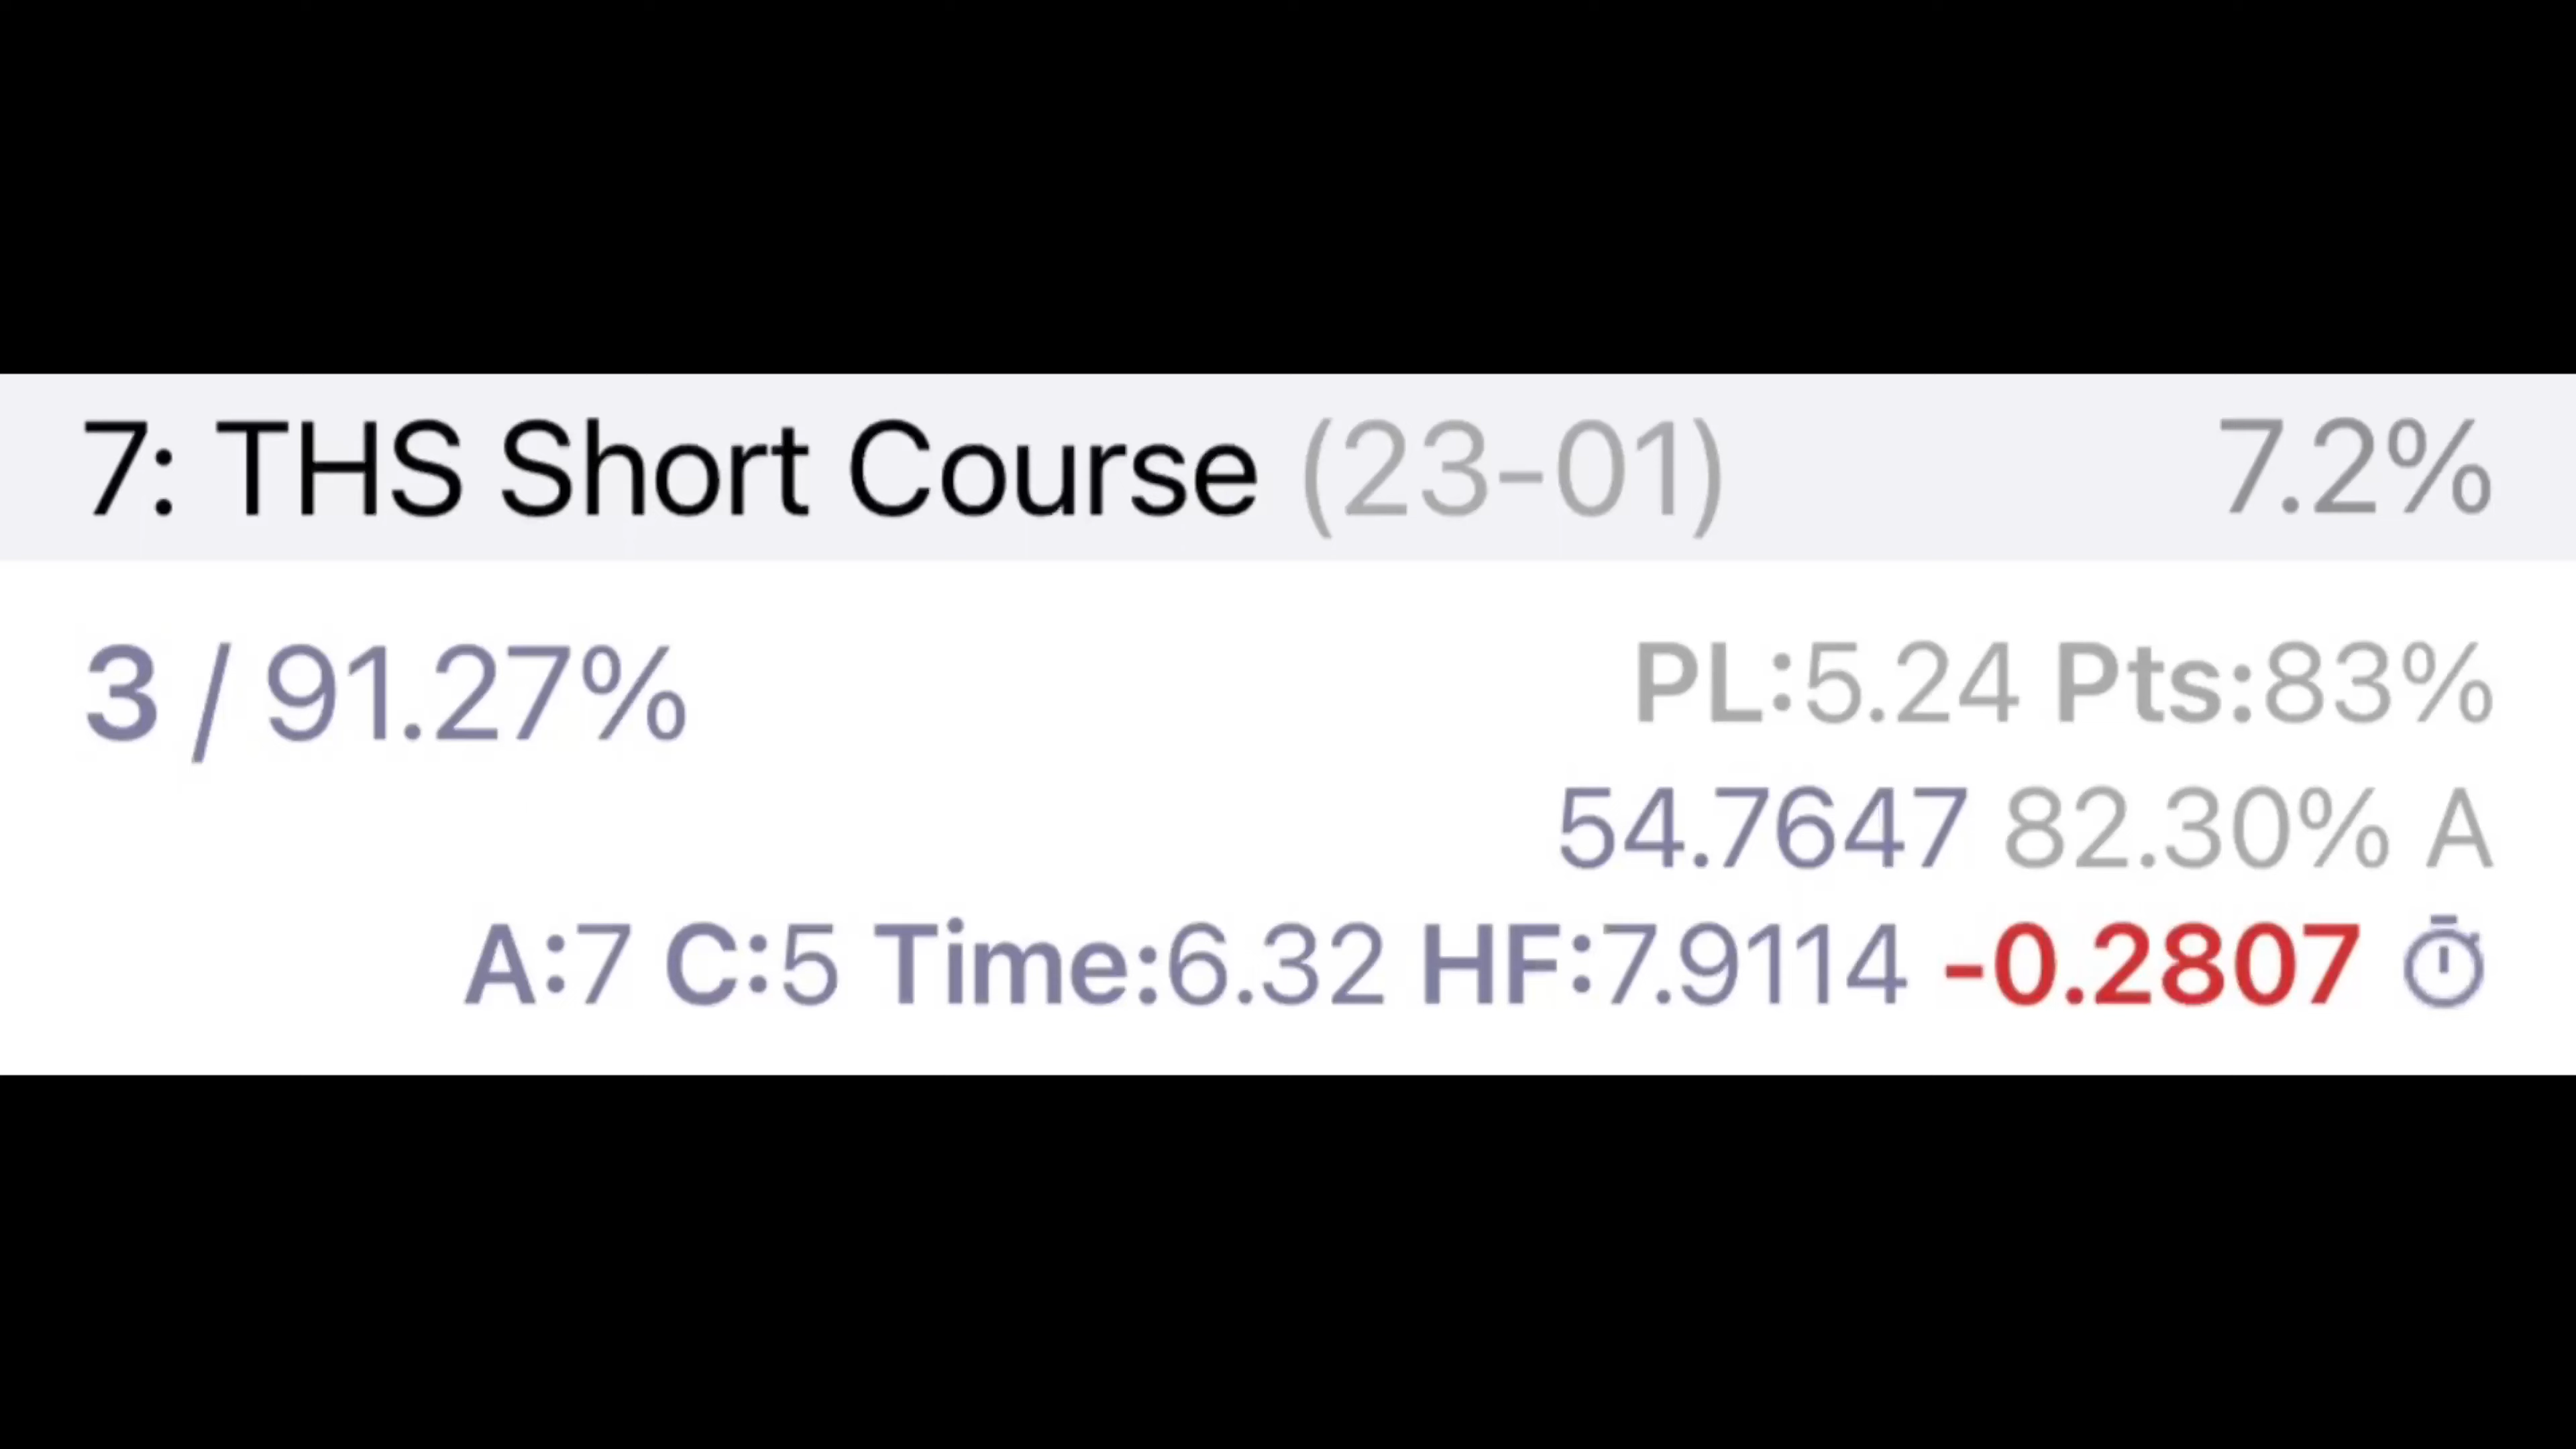 7: THS Short Course (23-01) 7.2%
3 / 91.27% PL:5.24 Pts:83%
54.7647 82.30% A
A:7 C:5 Time:6.32 HF:7.9114 -0.2807